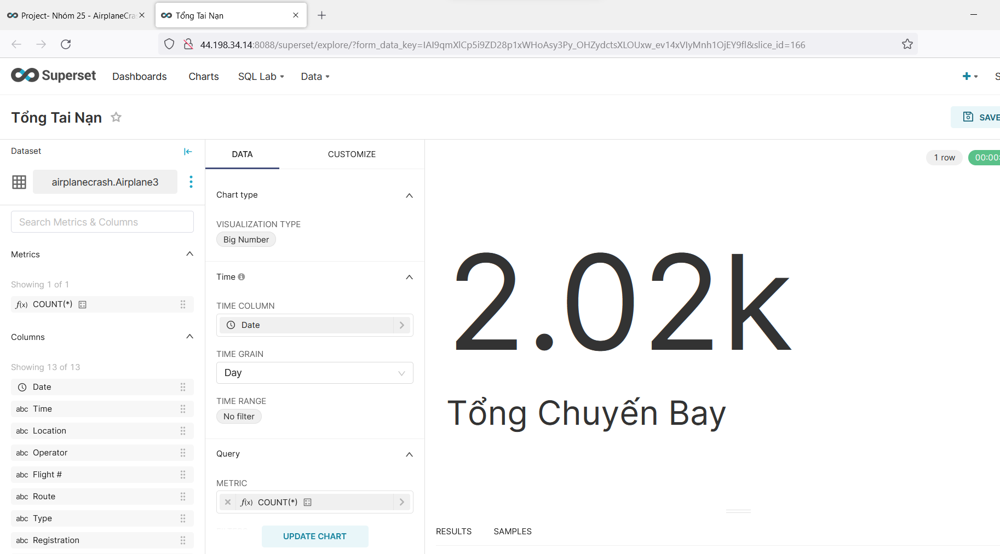 Project- Nhóm 25 - AirplaneCra
Tổng Tai Nạn
44.198.34.14:8088/superset/explore/?form_data_key=IAI9qmXlCp5i9ZD28p1xWHoAsy3Py_OHZydctsXLOUxw_ev14xVIyMnh1OjEY9fl&slice_id=166
Superset
Dashboards
Charts
SQL Lab
Data
S
Tổng Tai Nạn
SAVE
Dataset
airplanecrash.Airplane3
Search Metrics & Columns
Metrics
Showing 1 of 1
f(x) COUNT(*)
Columns
Showing 13 of 13
Date
abc Time
abc Location
abc Operator
abc Flight #
abc Route
abc Type
abc Registration
DATA
CUSTOMIZE
Chart type
VISUALIZATION TYPE
Big Number
Time
TIME COLUMN
Date
TIME GRAIN
Day
TIME RANGE
No filter
Query
METRIC
f(x) COUNT(*)
UPDATE CHART
1 row
00:00:
2.02k
Tổng Chuyến Bay
RESULTS
SAMPLES